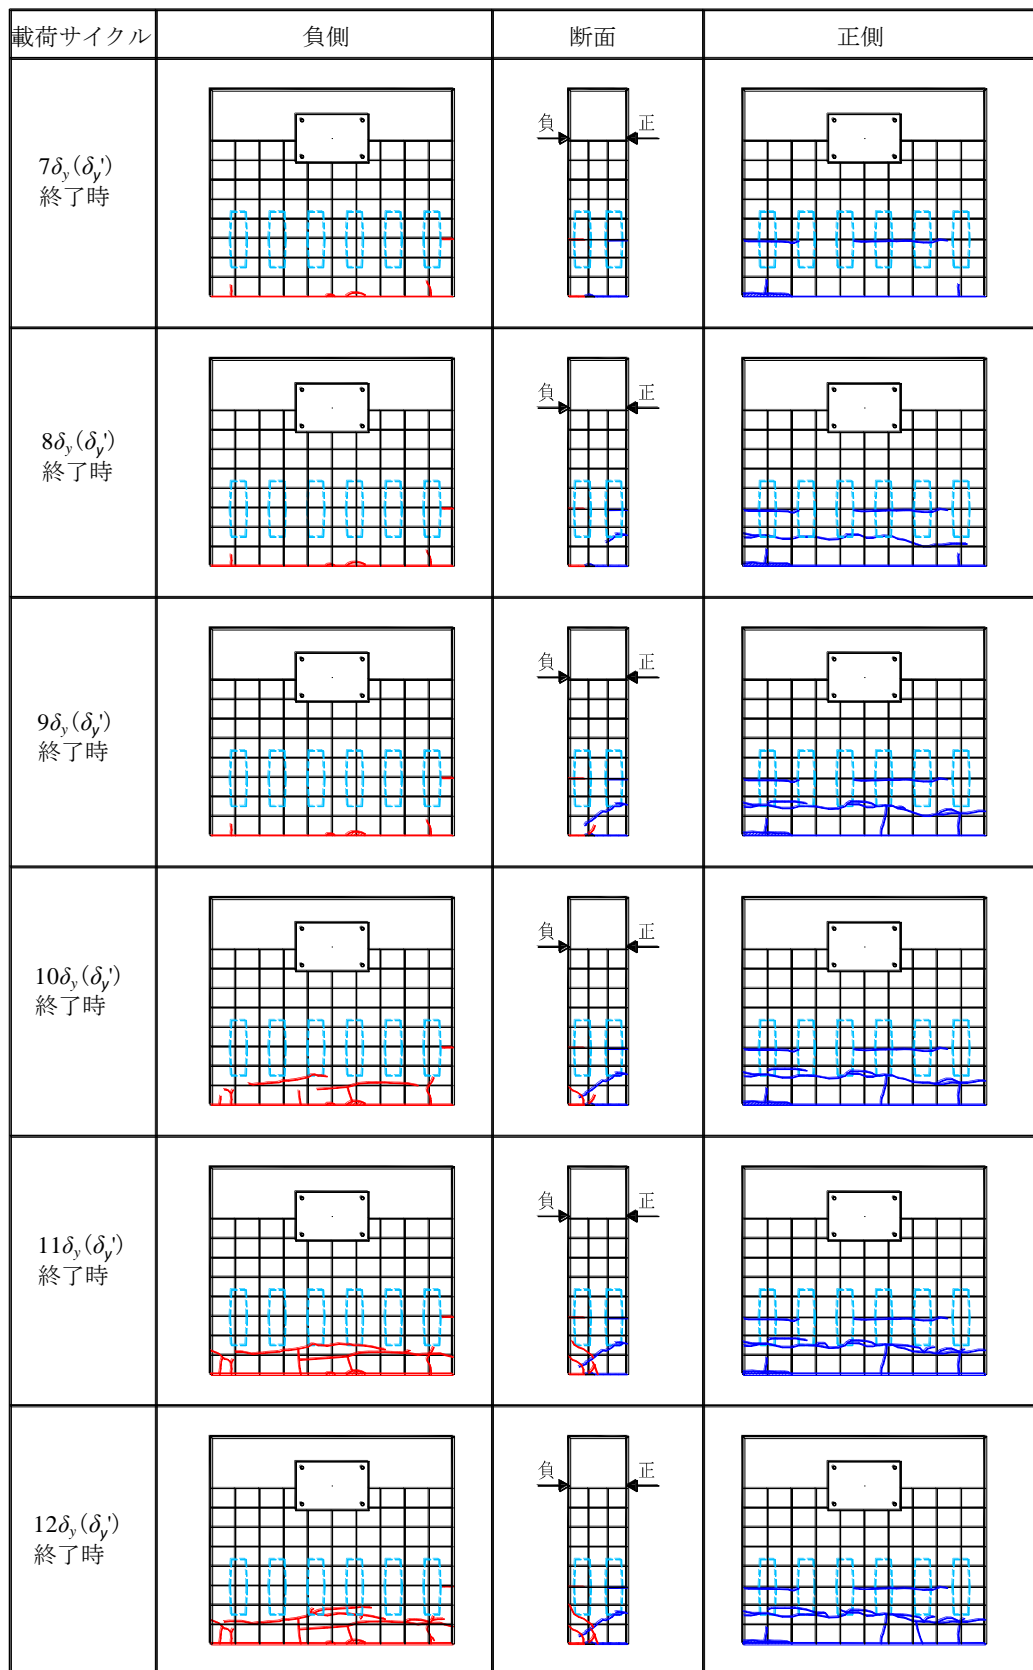 載荷サイクル 負側 断面 正側
負 正
7δy(δy')
終了時
負 正
8δy(δy')
終了時
負 正
9δy(δy')
終了時
負 正
10δy(δy')
終了時
負 正
11δy(δy')
終了時
負 正
12δy(δy')
終了時